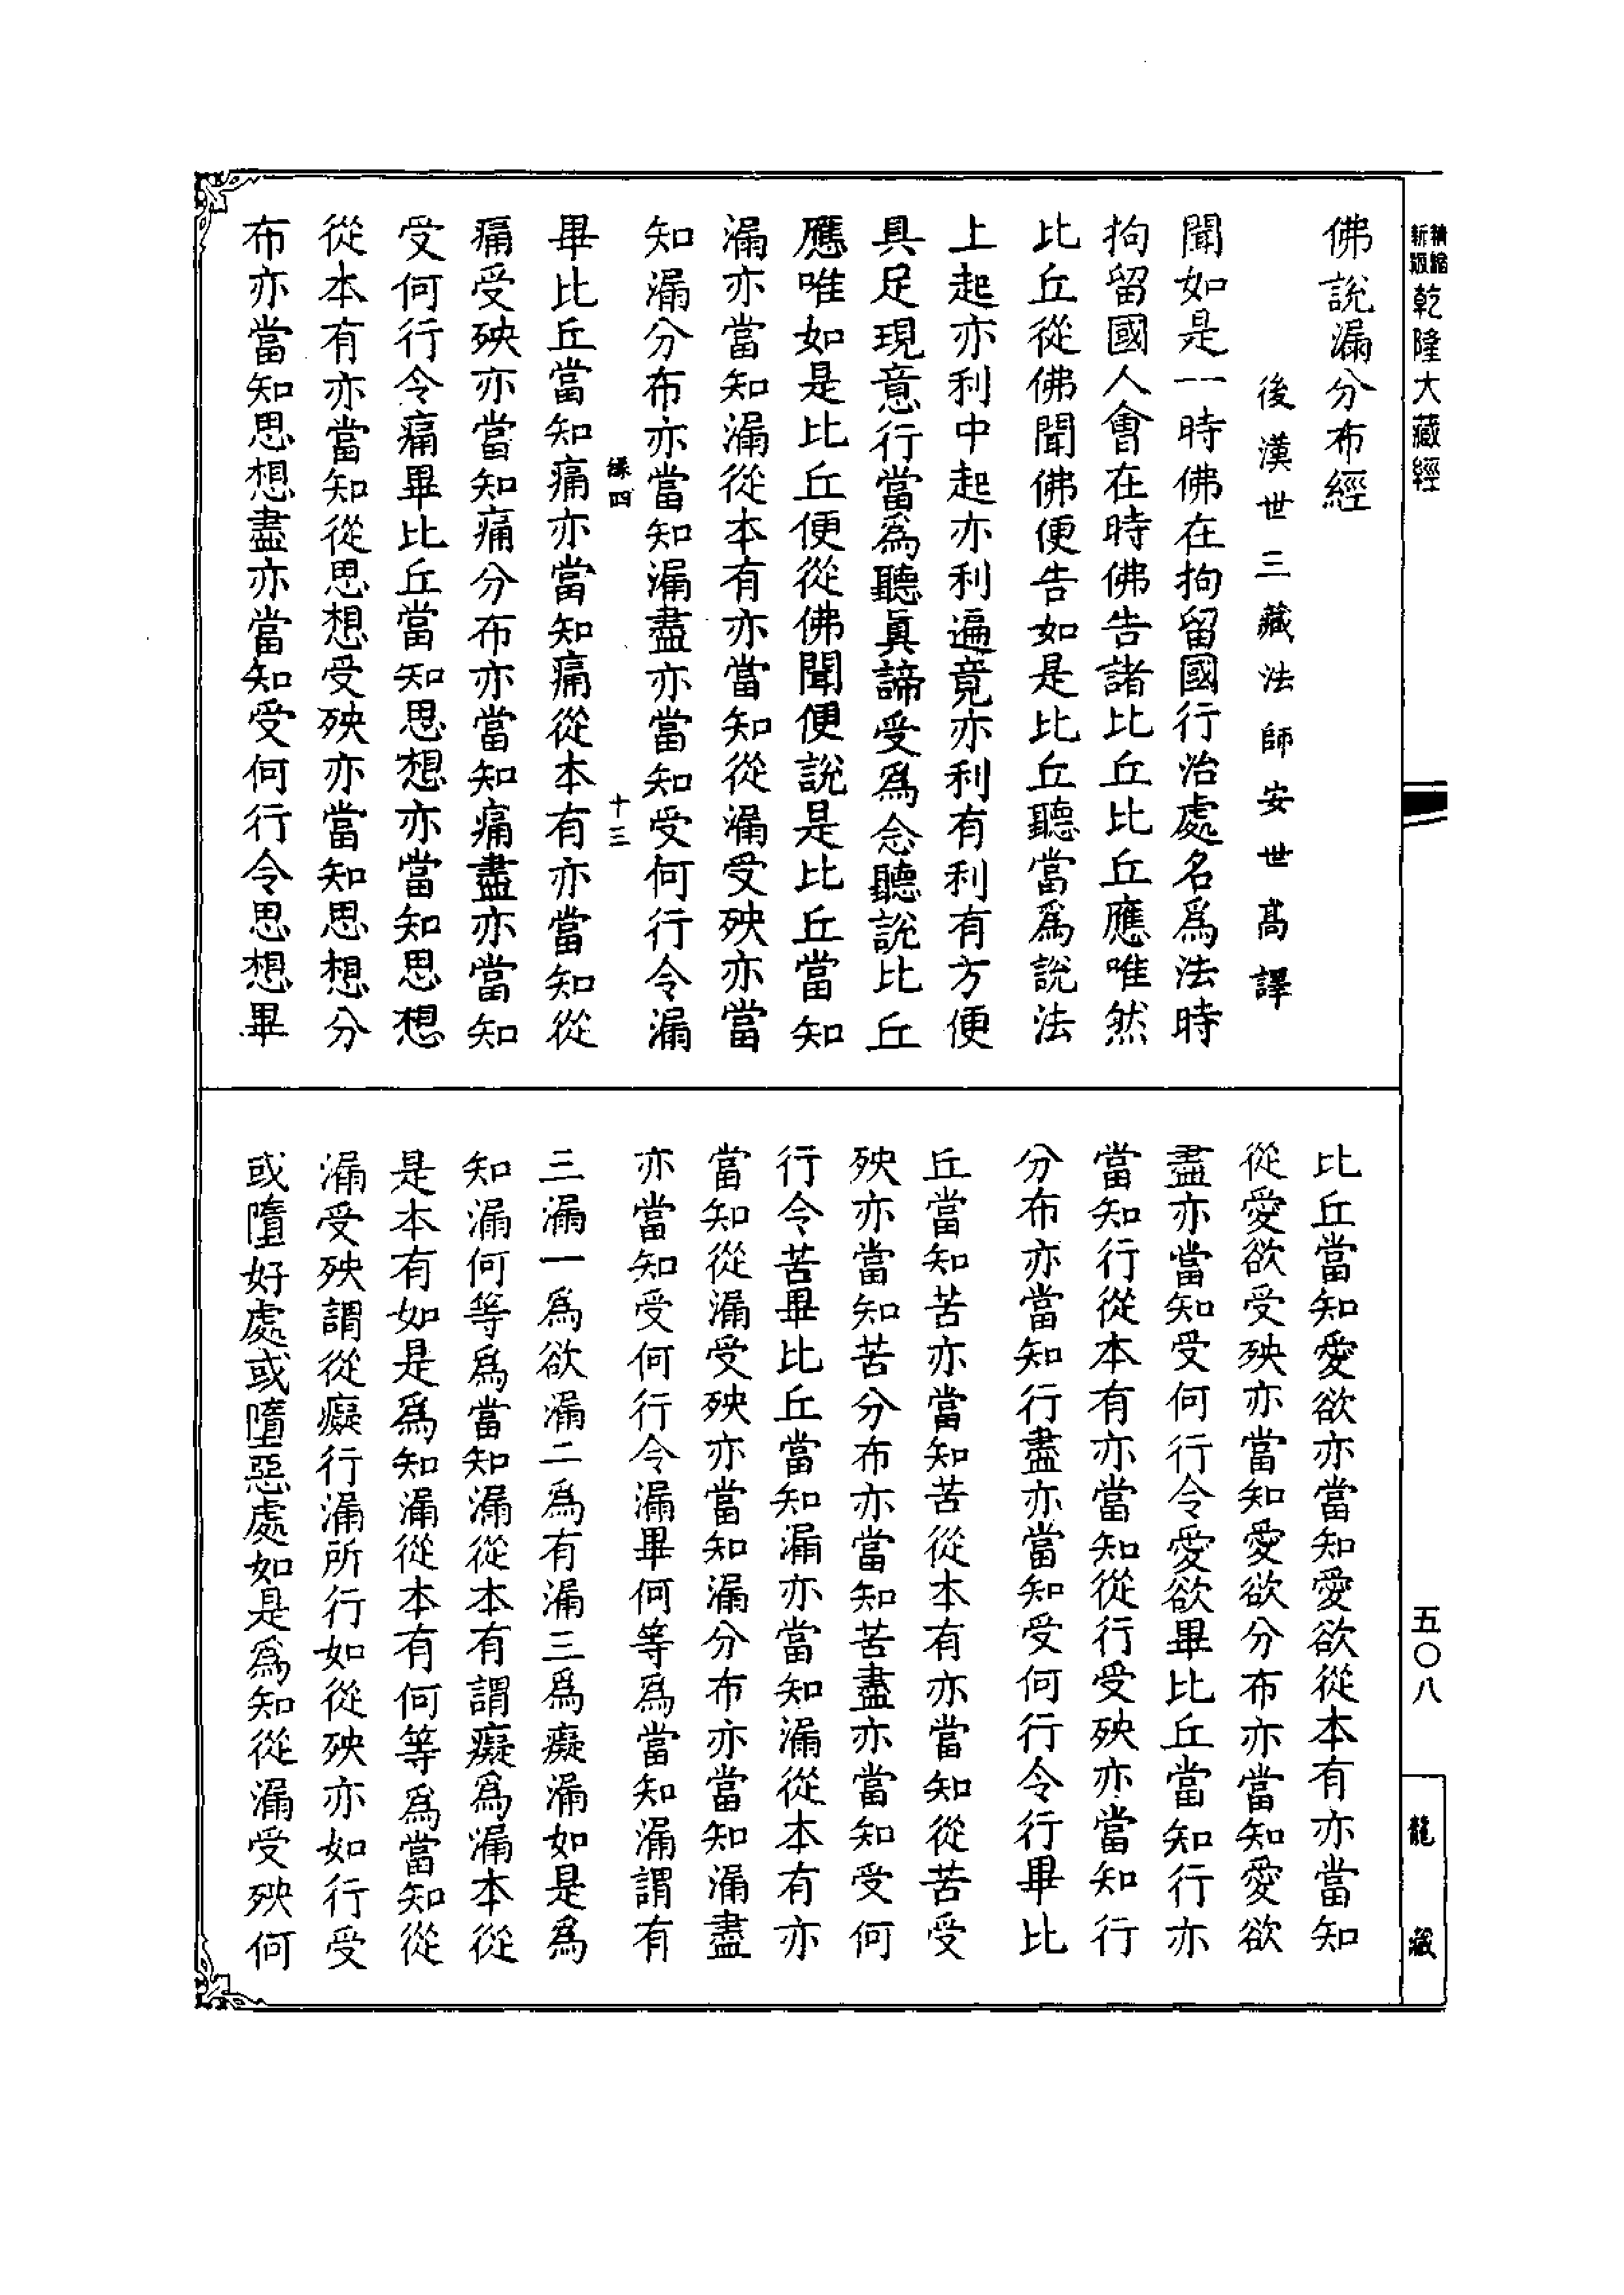 精縮
新版
乾隆大藏經
佛說漏分布經
後漢世三藏法師安世高譯
聞如是一時佛在拘留國行治處名爲法時
拘留國人會在時佛告諸比丘比丘應唯然
比丘從佛聞佛便告如是比丘聽當爲說法
上起亦利中起亦利遍竟亦利有利有方便
具足現意行當爲聽眞諦受爲念聽說比丘
應唯如是比丘便從佛聞便說是比丘當知
漏亦當知漏從本有亦當知從漏受殃亦當
知漏分布亦當知漏盡亦當知受何行令漏
四 十三
畢比丘當知痛亦當知痛從本有亦當知從
痛受殃亦當知痛分布亦當知痛盡亦當知
受何行令痛畢比丘當知思想亦當知思想
從本有亦當知從思想受殃亦當知思想分
布亦當知思想盡亦當知受何行令思想畢
比丘當知愛欲亦當知愛欲從本有亦當知
從愛欲受殃亦當知愛欲分布亦當知愛欲
盡亦當知受何行令愛欲畢比丘當知行亦
當知行從本有亦當知從行受殃亦當知行
分布亦當知行盡亦當知受何行令行畢比
丘當知苦亦當知苦從本有亦當知從苦受
殃亦當知苦分布亦當知苦盡亦當知受何
行令苦畢比丘當知漏亦當知漏從本有亦
當知從漏受殃亦當知漏分布亦當知漏盡
亦當知受何行令漏畢何等爲當知漏謂有
三漏一爲欲漏二爲有漏三爲癡漏如是爲
知漏何等爲當知漏從本有謂癡爲漏本從
是本有如是爲知漏從本有何等爲當知從
漏受殃謂從癡行漏所行如從殃亦如行受
或墮好處或墮惡處如是爲知從漏受殃何
五〇八
龍藏